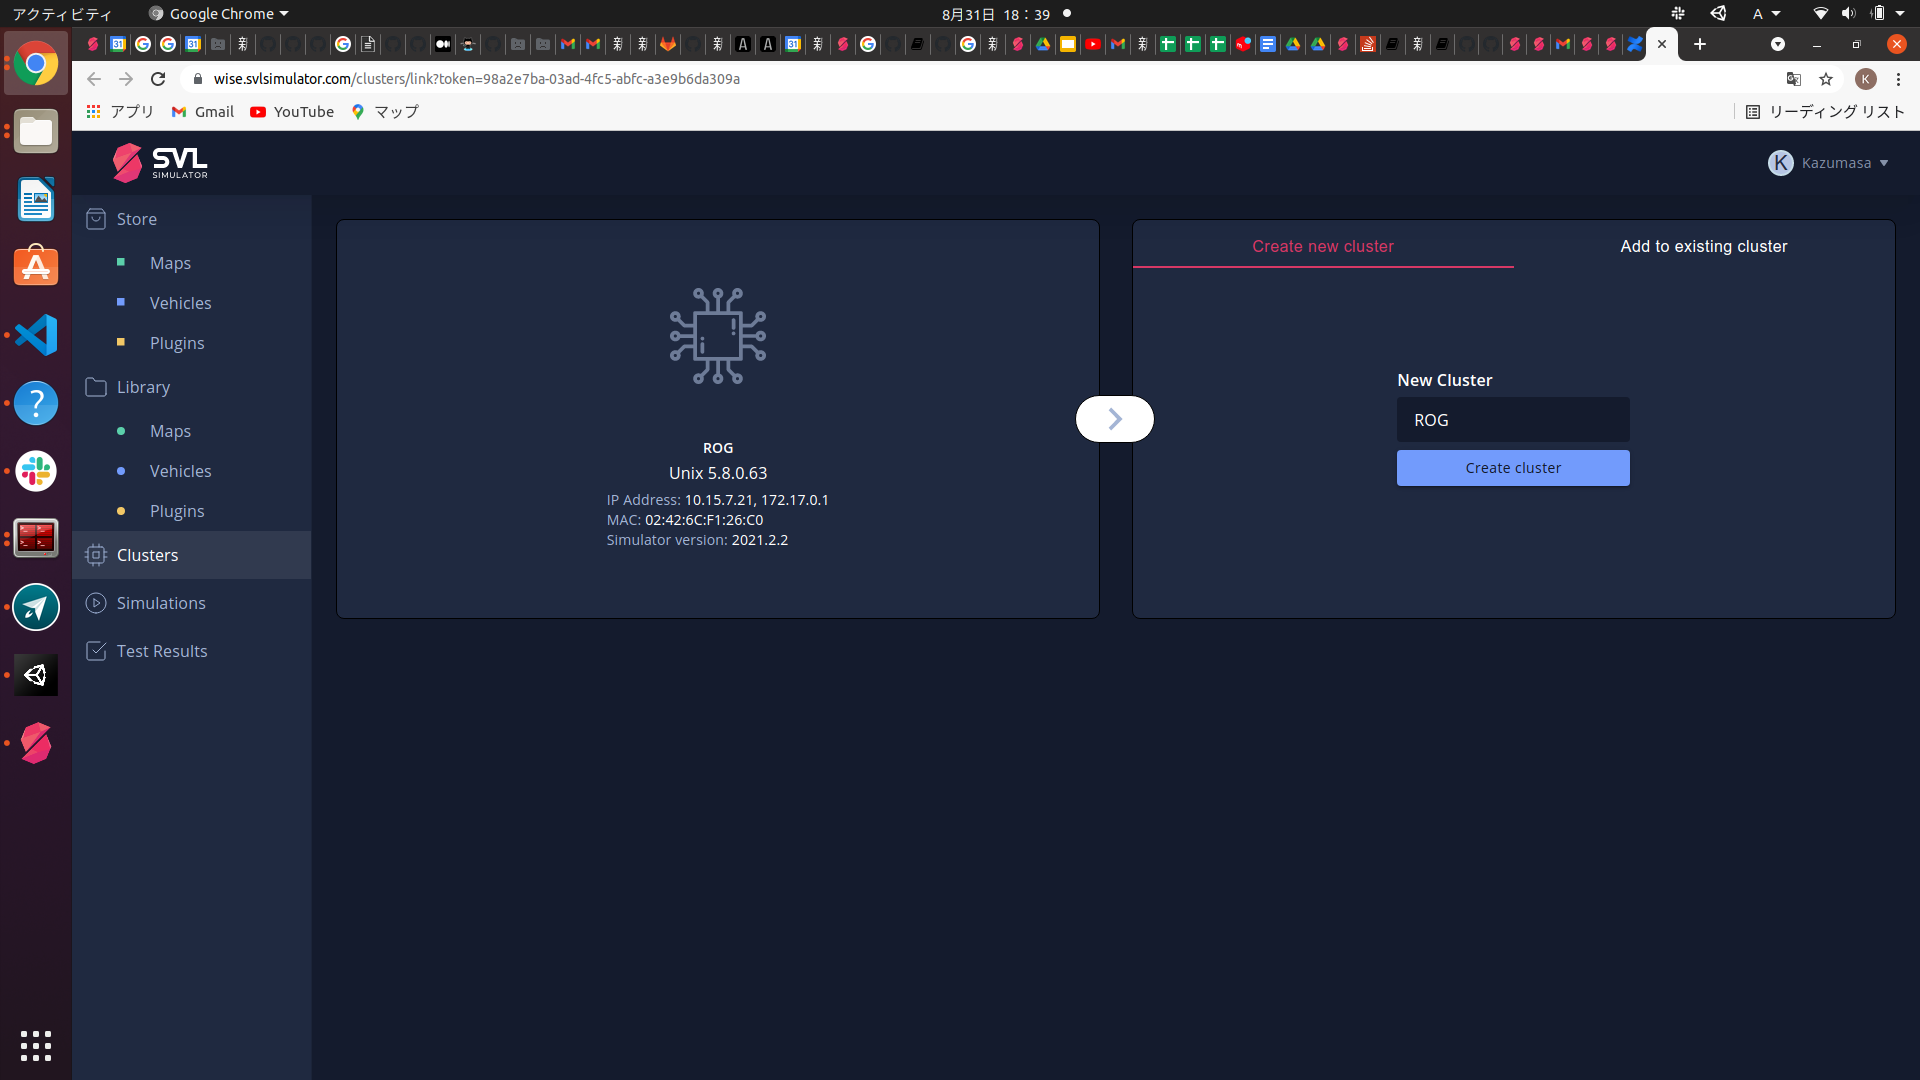 アクティビティ
Google Chrome
8月31日 18:39
A
wise.svlsimulator.com/clusters/link?token=98a2e7ba-03ad-4fc5-abfc-a3e9b6da309a
K
アプリ
Gmail
YouTube
マップ
リーディング リスト
SVL
SIMULATOR
K
Kazumasa
Store
Maps
Vehicles
Plugins
Library
Maps
Vehicles
Plugins
Clusters
Simulations
Test Results
ROG
Unix 5.8.0.63
IP Address: 10.15.7.21, 172.17.0.1
MAC: 02:42:6C:F1:26:C0
Simulator version: 2021.2.2
Create new cluster
Add to existing cluster
New Cluster
ROG
Create cluster